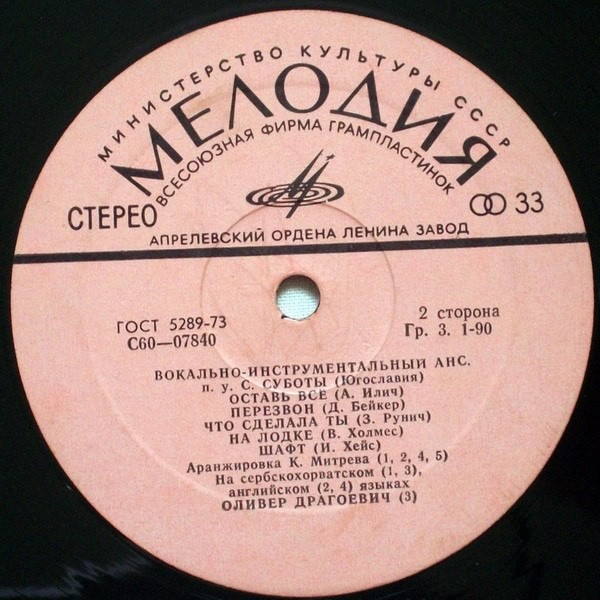 МИНИСТЕРСТВО КУЛЬТУРЫ СССР
МЕЛОДИЯ
ВСЕСОЮЗНАЯ ФИРМА ГРАМПЛАСТИНОК
СТЕРЕО
33
АПРЕЛЕВСКИЙ ОРДЕНА ЛЕНИНА ЗАВОД
ГОСТ 5289-73
С60—07840
2 сторона
Гр. 3. 1-90
ВОКАЛЬНО-ИНСТРУМЕНТАЛЬНЫЙ АНС.
п. у. С. СУБОТЫ (Югославия)
ОСТАВЬ ВСЕ (А. Илич)
ПЕРЕЗВОН (Д. Бейкер)
ЧТО СДЕЛАЛА ТЫ (З. Рунич)
НА ЛОДКЕ (В. Холмес)
ШАФТ (И. Хейс)
Аранжировка К. Митрева (1, 2, 4, 5)
На сербскохорватском (1, 3),
английском (2, 4) языках
ОЛИВЕР ДРАГОЕВИЧ (3)